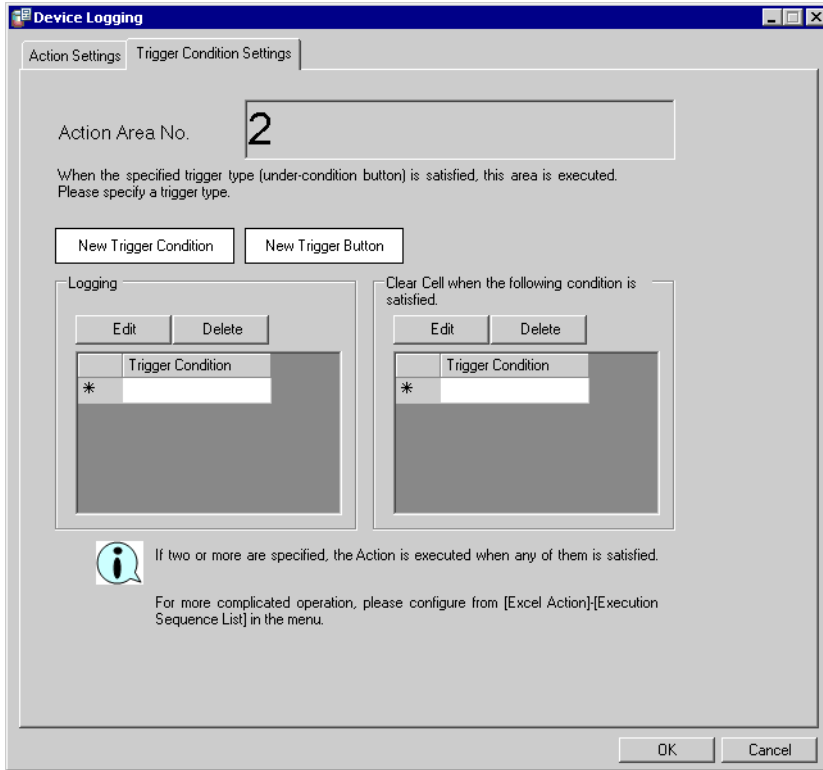 Device Logging
Action Settings
Trigger Condition Settings
Action Area No.
2
When the specified trigger type (under-condition button) is satisfied, this area is executed.
Please specify a trigger type.
New Trigger Condition
New Trigger Button
Logging
Edit
Delete
Trigger Condition
*
Clear Cell when the following condition is
satisfied.
Edit
Delete
Trigger Condition
*
If two or more are specified, the Action is executed when any of them is satisfied.
For more complicated operation, please configure from [Excel Action]-[Execution
Sequence List] in the menu.
OK
Cancel